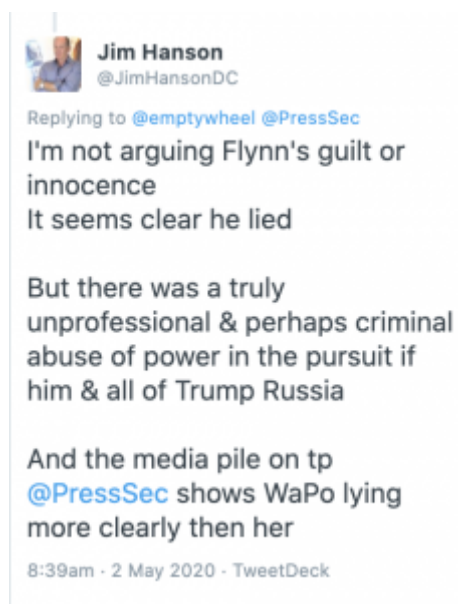 Jim Hanson
@JimHansonDC
Replying to @emptywheel @PressSec
I'm not arguing Flynn's guilt or
innocence
It seems clear he lied
But there was a truly
unprofessional & perhaps criminal
abuse of power in the pursuit if
him & all of Trump Russia
And the media pile on tp
@PressSec shows WaPo lying
more clearly then her
8:39am · 2 May 2020 · TweetDeck